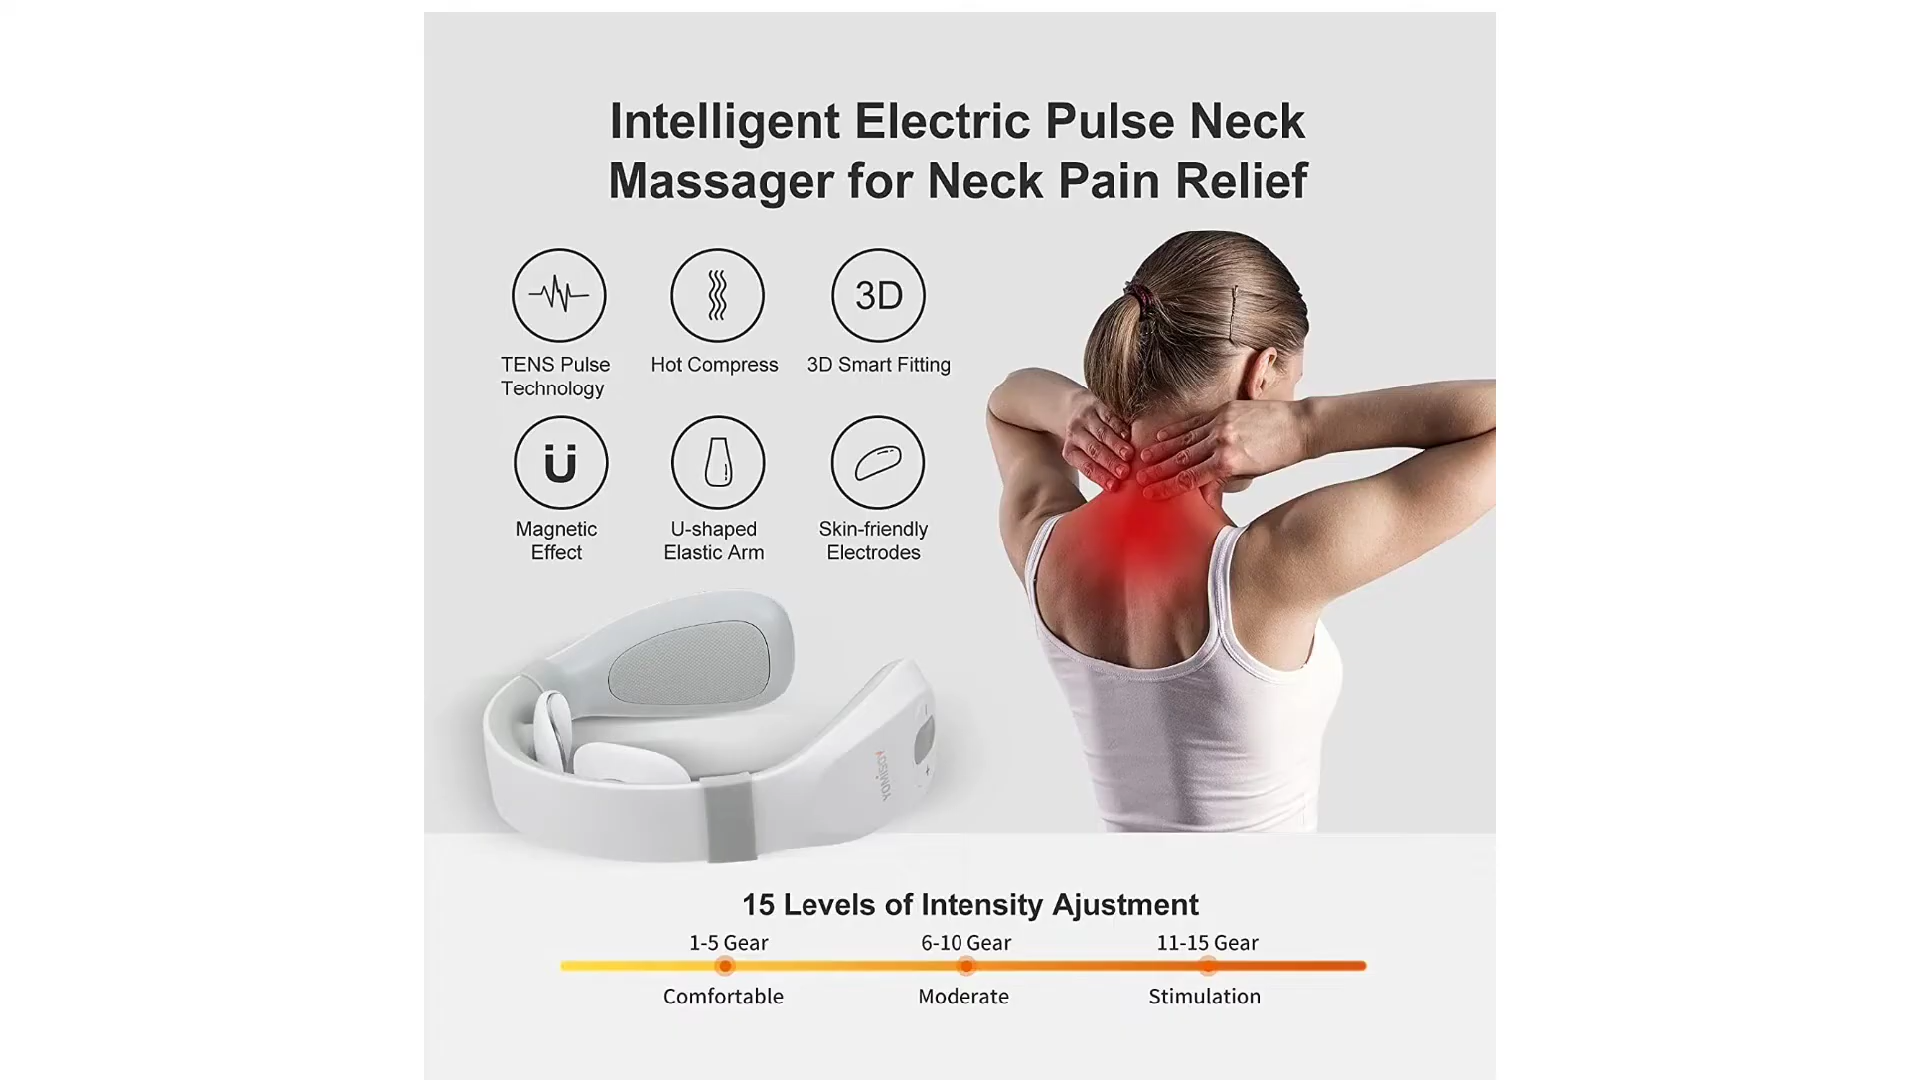 Intelligent Electric Pulse Neck
Massager for Neck Pain Relief
3D
TENS Pulse
Technology
Hot Compress
3D Smart Fitting
Magnetic
Effect
U-shaped
Elastic Arm
Skin-friendly
Electrodes
YOMISOY
15 Levels of Intensity Ajustment
1-5 Gear
6-10 Gear
11-15 Gear
Comfortable
Moderate
Stimulation